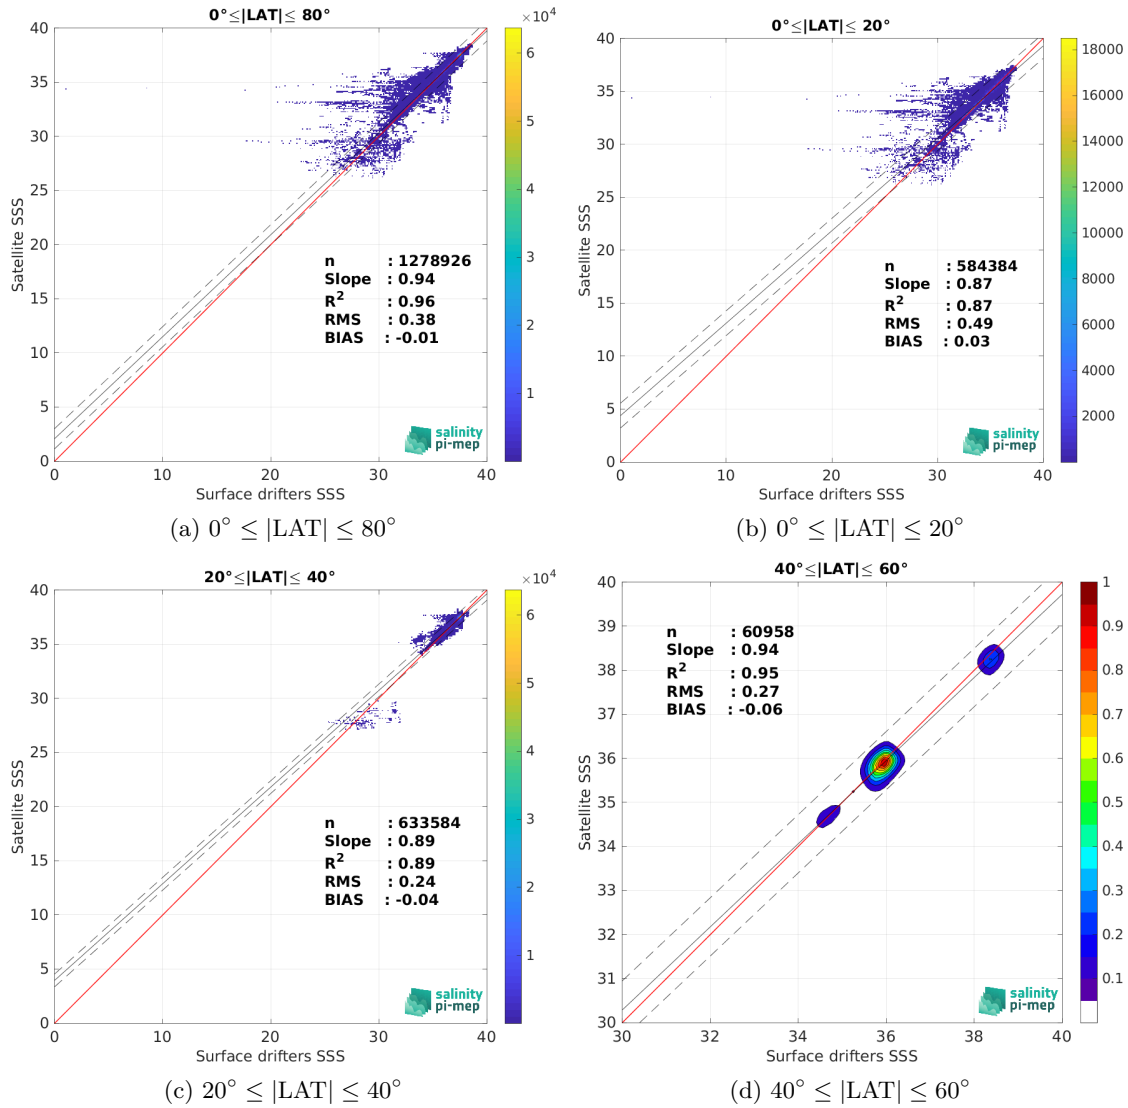 0°≤|LAT|≤ 80°
×10⁴
Satellite SSS
40
35
30
25
20
15
10
5
0
0 10 20 30 40
Surface drifters SSS
n : 1278926
Slope : 0.94
R² : 0.96
RMS : 0.38
BIAS : -0.01
salinity
pi-mep
6
5
4
3
2
1
(a) 0° ≤ |LAT| ≤ 80°
0°≤|LAT|≤ 20°
Satellite SSS
40
35
30
25
20
15
10
5
0
0 10 20 30 40
Surface drifters SSS
n : 584384
Slope : 0.87
R² : 0.87
RMS : 0.49
BIAS : 0.03
salinity
pi-mep
18000
16000
14000
12000
10000
8000
6000
4000
2000
(b) 0° ≤ |LAT| ≤ 20°
20°≤|LAT|≤ 40°
×10⁴
Satellite SSS
40
35
30
25
20
15
10
5
0
0 10 20 30 40
Surface drifters SSS
n : 633584
Slope : 0.89
R² : 0.89
RMS : 0.24
BIAS : -0.04
salinity
pi-mep
6
5
4
3
2
1
(c) 20° ≤ |LAT| ≤ 40°
40°≤|LAT|≤ 60°
Satellite SSS
40
39
38
37
36
35
34
33
32
31
30
30 32 34 36 38 40
Surface drifters SSS
n : 60958
Slope : 0.94
R² : 0.95
RMS : 0.27
BIAS : -0.06
salinity
pi-mep
1
0.9
0.8
0.7
0.6
0.5
0.4
0.3
0.2
0.1
(d) 40° ≤ |LAT| ≤ 60°